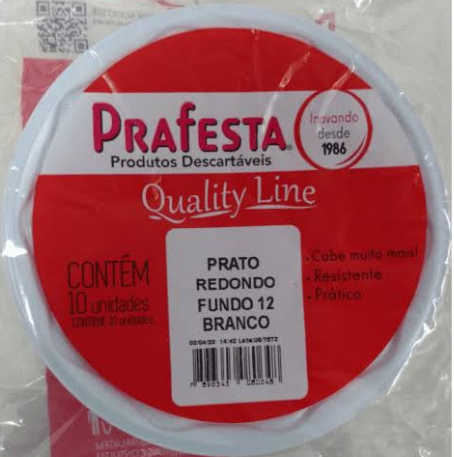 PRAFESTA
Produtos Descartáveis
Inovando
desde
1986
Quality Line
CONTÉM
10 unidades
PRATO
REDONDO
FUNDO 12
BRANCO
• Cabe muito mais!
• Resistente
• Prático